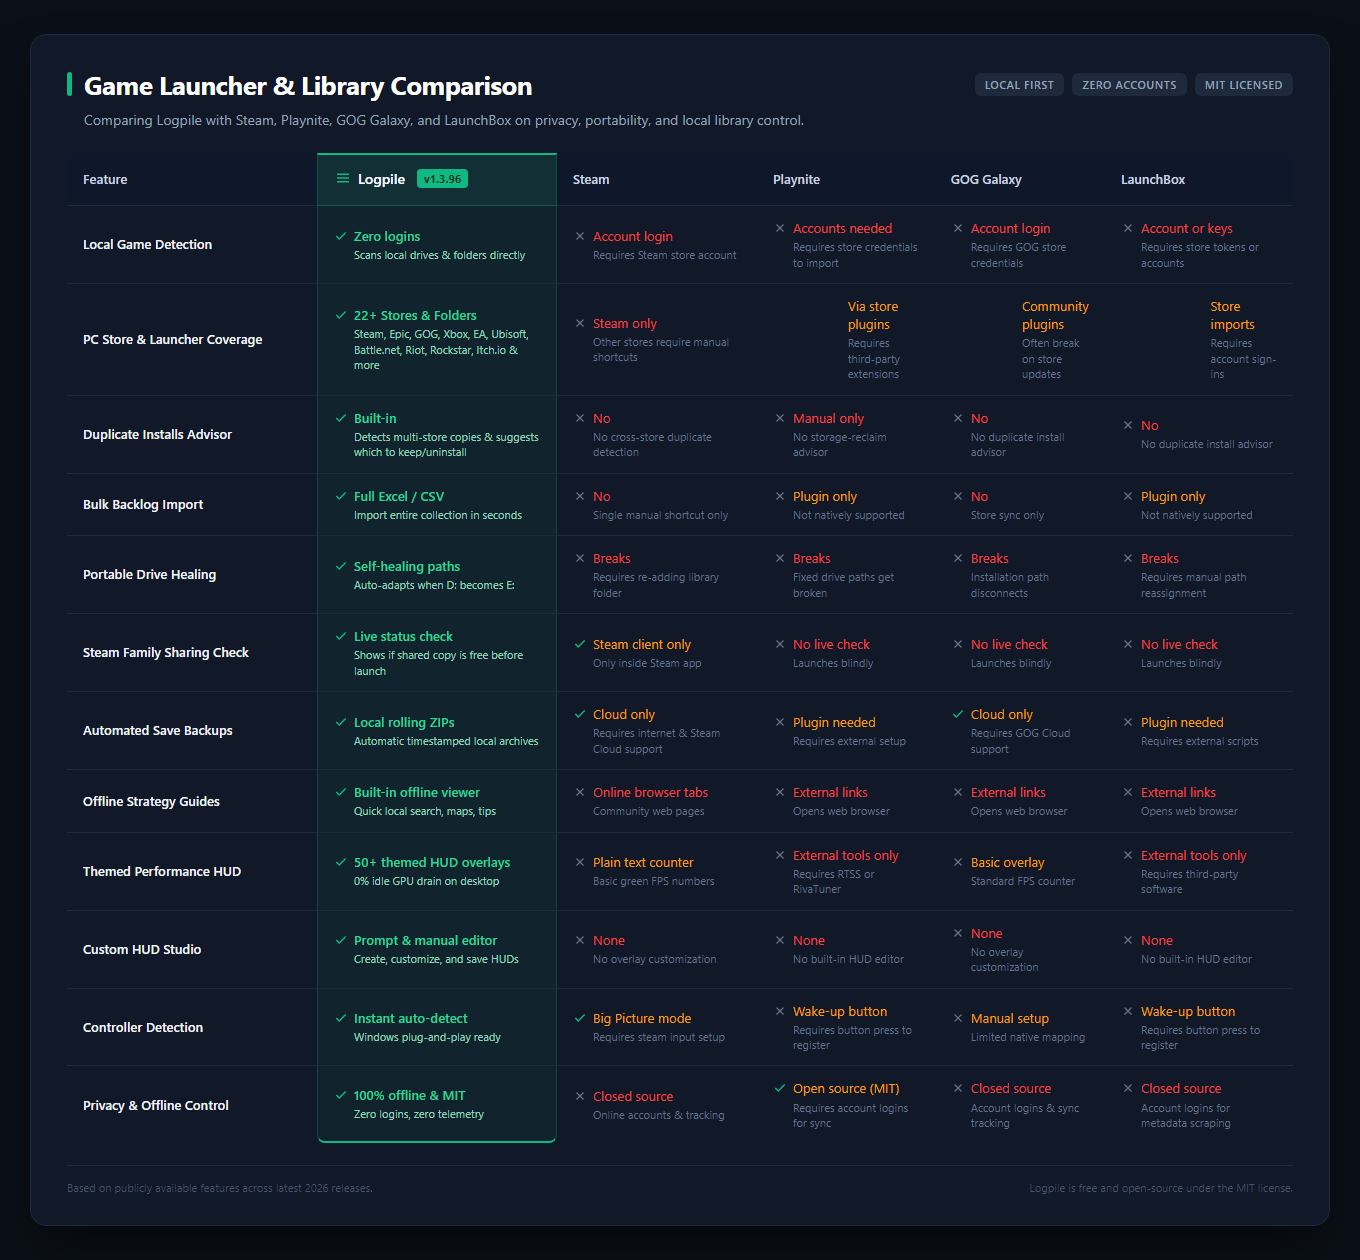 Game Launcher & Library Comparison
LOCAL FIRST
ZERO ACCOUNTS
MIT LICENSED
Comparing Logpile with Steam, Playnite, GOG Galaxy, and LaunchBox on privacy, portability, and local library control.
Feature
Logpile
v1.3.96
Steam
Playnite
GOG Galaxy
LaunchBox
Local Game Detection
Zero logins
Scans local drives & folders directly
Account login
Requires Steam store account
Accounts needed
Requires store credentials
to import
Account login
Requires GOG store
credentials
Account or keys
Requires store tokens or
accounts
PC Store & Launcher Coverage
22+ Stores & Folders
Steam, Epic, GOG, Xbox, EA, Ubisoft,
Battle.net, Riot, Rockstar, Itch.io &
more
Steam only
Other stores require manual
shortcuts
Via store
plugins
Requires
third-party
extensions
Community
plugins
Often break
on store
updates
Store
imports
Requires
account sign-
ins
Duplicate Installs Advisor
Built-in
Detects multi-store copies & suggests
which to keep/uninstall
No
No cross-store duplicate
detection
Manual only
No storage-reclaim
advisor
No
No duplicate install
advisor
No
No duplicate install advisor
Bulk Backlog Import
Full Excel / CSV
Import entire collection in seconds
No
Single manual shortcut only
Plugin only
Not natively supported
No
Store sync only
Plugin only
Not natively supported
Portable Drive Healing
Self-healing paths
Auto-adapts when D: becomes E:
Breaks
Requires re-adding library
folder
Breaks
Fixed drive paths get
broken
Breaks
Installation path
disconnects
Breaks
Requires manual path
reassignment
Steam Family Sharing Check
Live status check
Shows if shared copy is free before
launch
Steam client only
Only inside Steam app
No live check
Launches blindly
No live check
Launches blindly
No live check
Launches blindly
Automated Save Backups
Local rolling ZIPs
Automatic timestamped local archives
Cloud only
Requires internet & Steam
Cloud support
Plugin needed
Requires external setup
Cloud only
Requires GOG Cloud
support
Plugin needed
Requires external scripts
Offline Strategy Guides
Built-in offline viewer
Quick local search, maps, tips
Online browser tabs
Community web pages
External links
Opens web browser
External links
Opens web browser
External links
Opens web browser
Themed Performance HUD
50+ themed HUD overlays
0% idle GPU drain on desktop
Plain text counter
Basic green FPS numbers
External tools only
Requires RTSS or
RivaTuner
Basic overlay
Standard FPS counter
External tools only
Requires third-party
software
Custom HUD Studio
Prompt & manual editor
Create, customize, and save HUDs
None
No overlay customization
None
No built-in HUD editor
None
No overlay
customization
None
No built-in HUD editor
Controller Detection
Instant auto-detect
Windows plug-and-play ready
Big Picture mode
Requires steam input setup
Wake-up button
Requires button press to
register
Manual setup
Limited native mapping
Wake-up button
Requires button press to
register
Privacy & Offline Control
100% offline & MIT
Zero logins, zero telemetry
Closed source
Online accounts & tracking
Open source (MIT)
Requires account logins
for sync
Closed source
Account logins & sync
tracking
Closed source
Account logins for
metadata scraping
Based on publicly available features across latest 2026 releases.
Logpile is free and open-source under the MIT license.